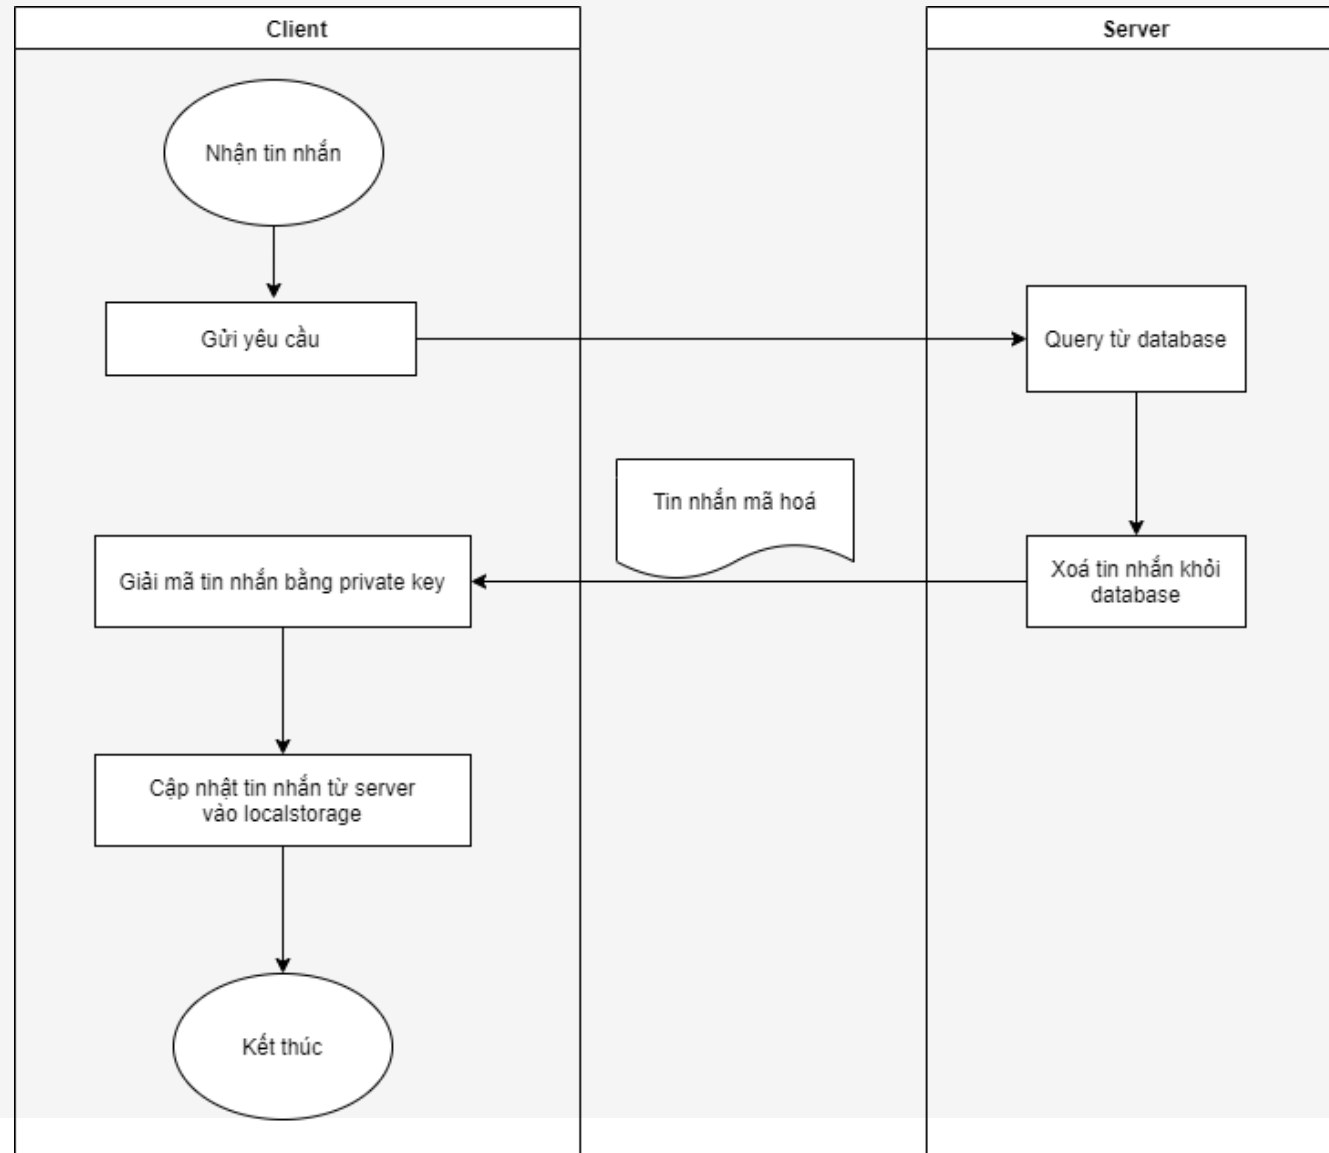 Client
Server
Nhận tin nhắn
Gửi yêu cầu
Query từ database
Tin nhắn mã hoá
Giải mã tin nhắn bằng private key
Xoá tin nhắn khỏi
database
Cập nhật tin nhắn từ server
vào localstorage
Kết thúc